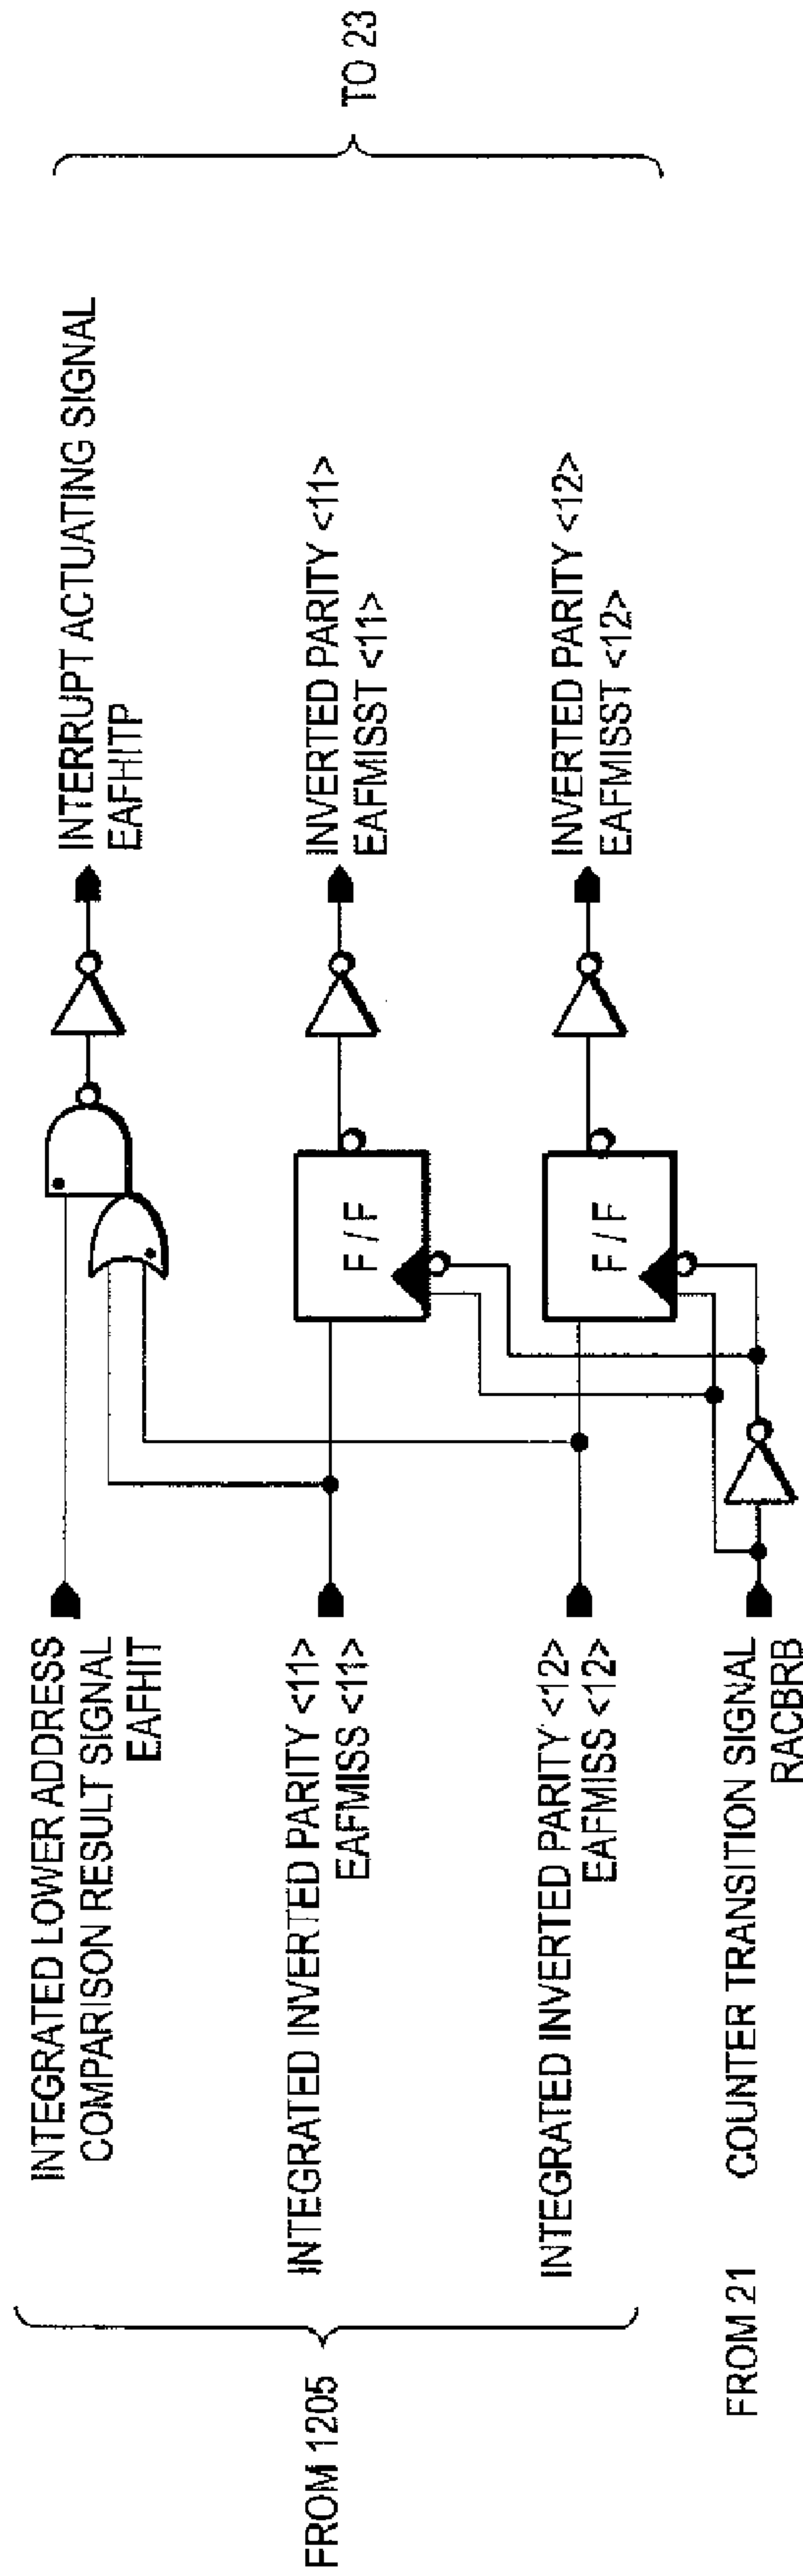 FROM 1205
INTEGRATED LOWER ADDRESS
COMPARISON RESULT SIGNAL
EAFHIT
INTEGRATED INVERTED PARITY <11>
EAFMISS <11>
INTEGRATED INVERTED PARITY <12>
EAFMISS <12>
FROM 21
COUNTER TRANSITION SIGNAL
RACBRB
F/F
F/F
INTERRUPT ACTUATING SIGNAL
EAFHITP
INVERTED PARITY <11>
EAFMISST <11>
INVERTED PARITY <12>
EAFMISST <12>
TO 23